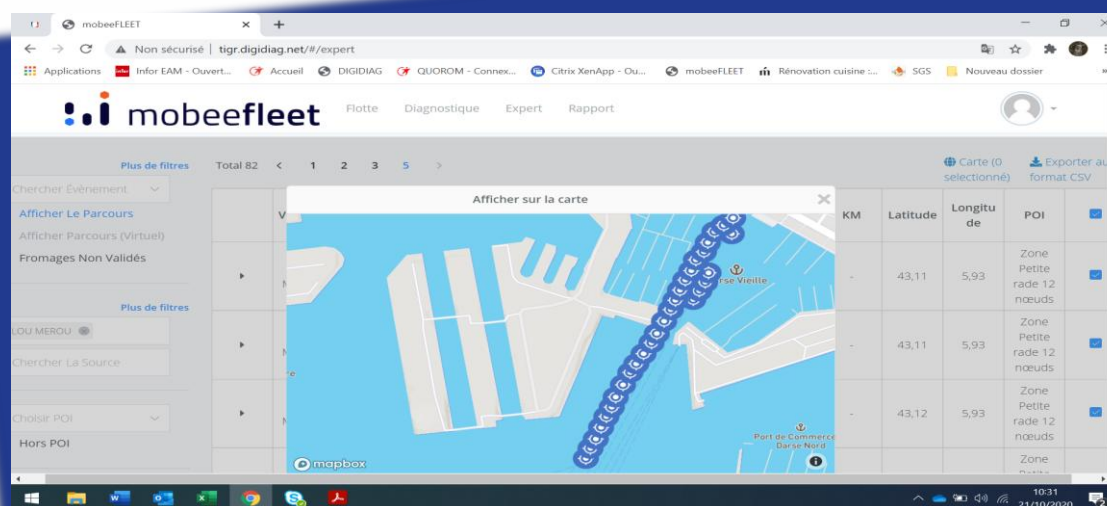 mobeeFLEET
Non sécurisé | tigr.digidiag.net/#/expert
Applications Infor EAM - Ouvert... Accueil DIGIDIAG QUOROM - Connex... Citrix XenApp - Ou... mobeeFLEET Rénovation cuisine :... SGS Nouveau dossier »
mobeefleet Flotte Diagnostique Expert Rapport
Plus de filtres Total 82 < 1 2 3 5 > Carte (0 selectionné) Exporter au format CSV
Chercher Évènement
Afficher Le Parcours
Afficher Parcours (Virtuel)
Fromages Non Validés
Plus de filtres
LOU MEROU
Chercher La Source
Choisir POI
Hors POI
Afficher sur la carte
rse Vieille
Port de Commerce
Darse Nord
mapbox
V KM Latitude Longitu
de POI
- 43,11 5,93 Zone
Petite
rade 12
nœuds
- 43,11 5,93 Zone
Petite
rade 12
nœuds
- 43,12 5,93 Zone
Petite
rade 12
nœuds
Zone
10:31
21/10/2020